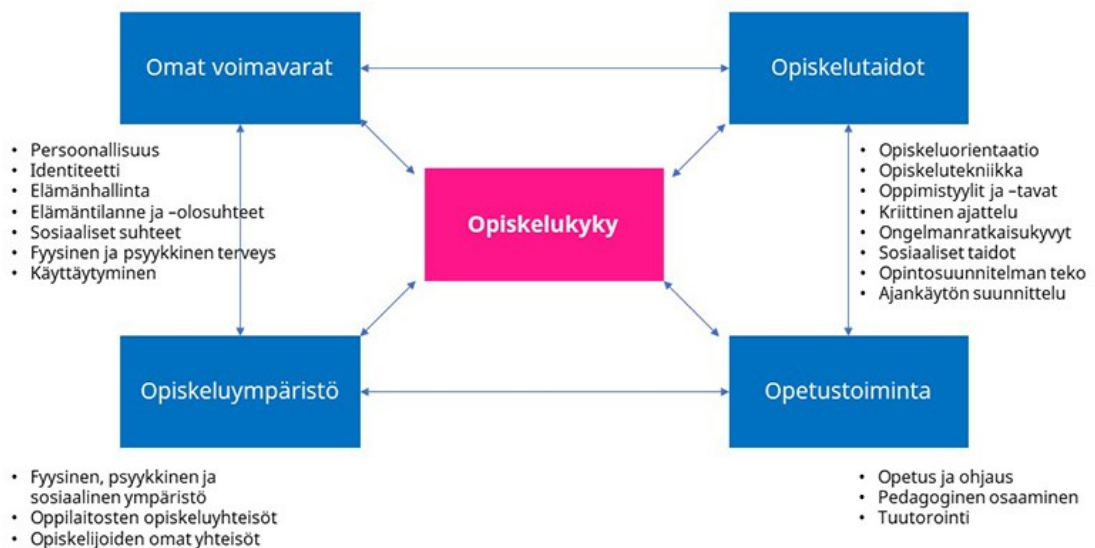 Omat voimavarat
Opiskelutaidot
• Persoonallisuus
• Identiteetti
• Elämänhallinta
• Elämäntilanne ja –olosuhteet
• Sosiaaliset suhteet
• Fyysinen ja psyykkinen terveys
• Käyttäytyminen
Opiskelukyky
• Opiskeluorientaatio
• Opiskelutekniikka
• Oppimistyylit ja –tavat
• Kriittinen ajattelu
• Ongelmanratkaisukyvyt
• Sosiaaliset taidot
• Opintosuunnitelman teko
• Ajankäytön suunnittelu
Opiskeluympäristö
Opetustoiminta
• Fyysinen, psyykkinen ja
sosiaalinen ympäristö
• Oppilaitosten opiskeluyhteisöt
• Opiskelijoiden omat yhteisöt
• Opetus ja ohjaus
• Pedagoginen osaaminen
• Tuutorointi